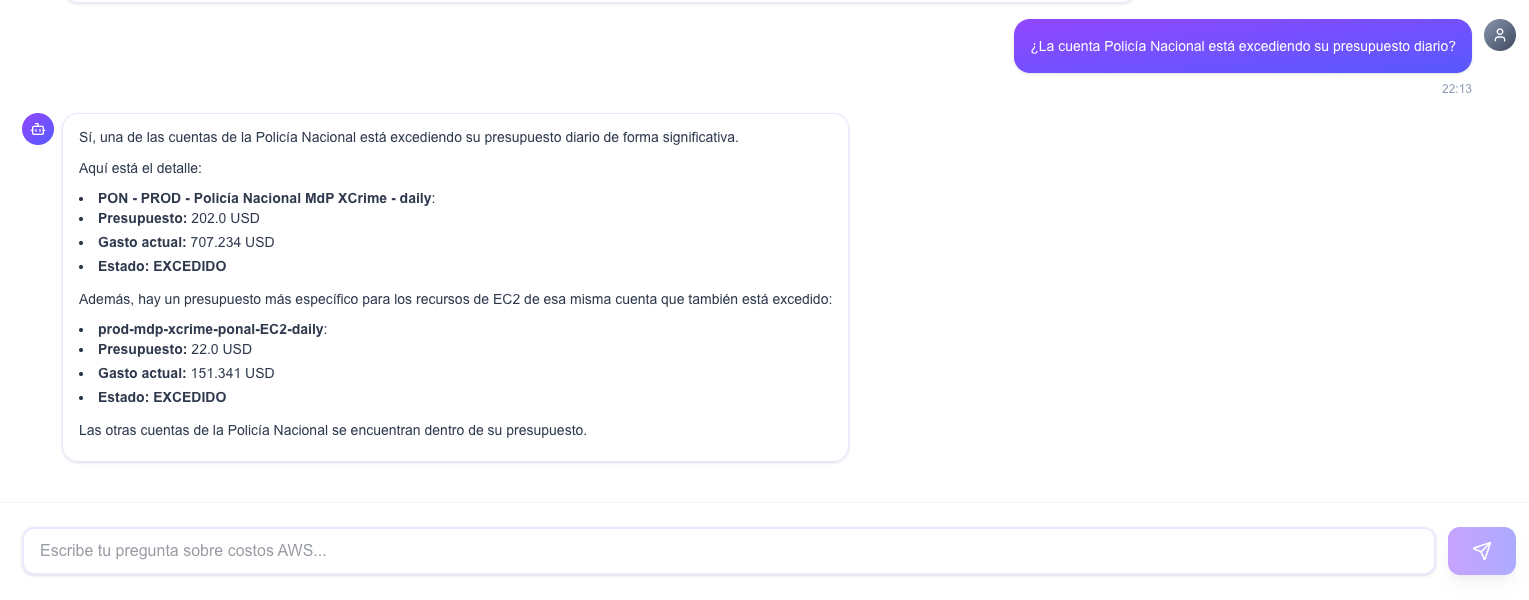 ¿La cuenta Policía Nacional está excediendo su presupuesto diario?
22:13
Sí, una de las cuentas de la Policía Nacional está excediendo su presupuesto diario de forma significativa.
Aquí está el detalle:
• PON - PROD - Policía Nacional MdP XCrime - daily:
• Presupuesto: 202.0 USD
• Gasto actual: 707.234 USD
• Estado: EXCEDIDO
Además, hay un presupuesto más específico para los recursos de EC2 de esa misma cuenta que también está excedido:
• prod-mdp-xcrime-ponal-EC2-daily:
• Presupuesto: 22.0 USD
• Gasto actual: 151.341 USD
• Estado: EXCEDIDO
Las otras cuentas de la Policía Nacional se encuentran dentro de su presupuesto.
Escribe tu pregunta sobre costos AWS...